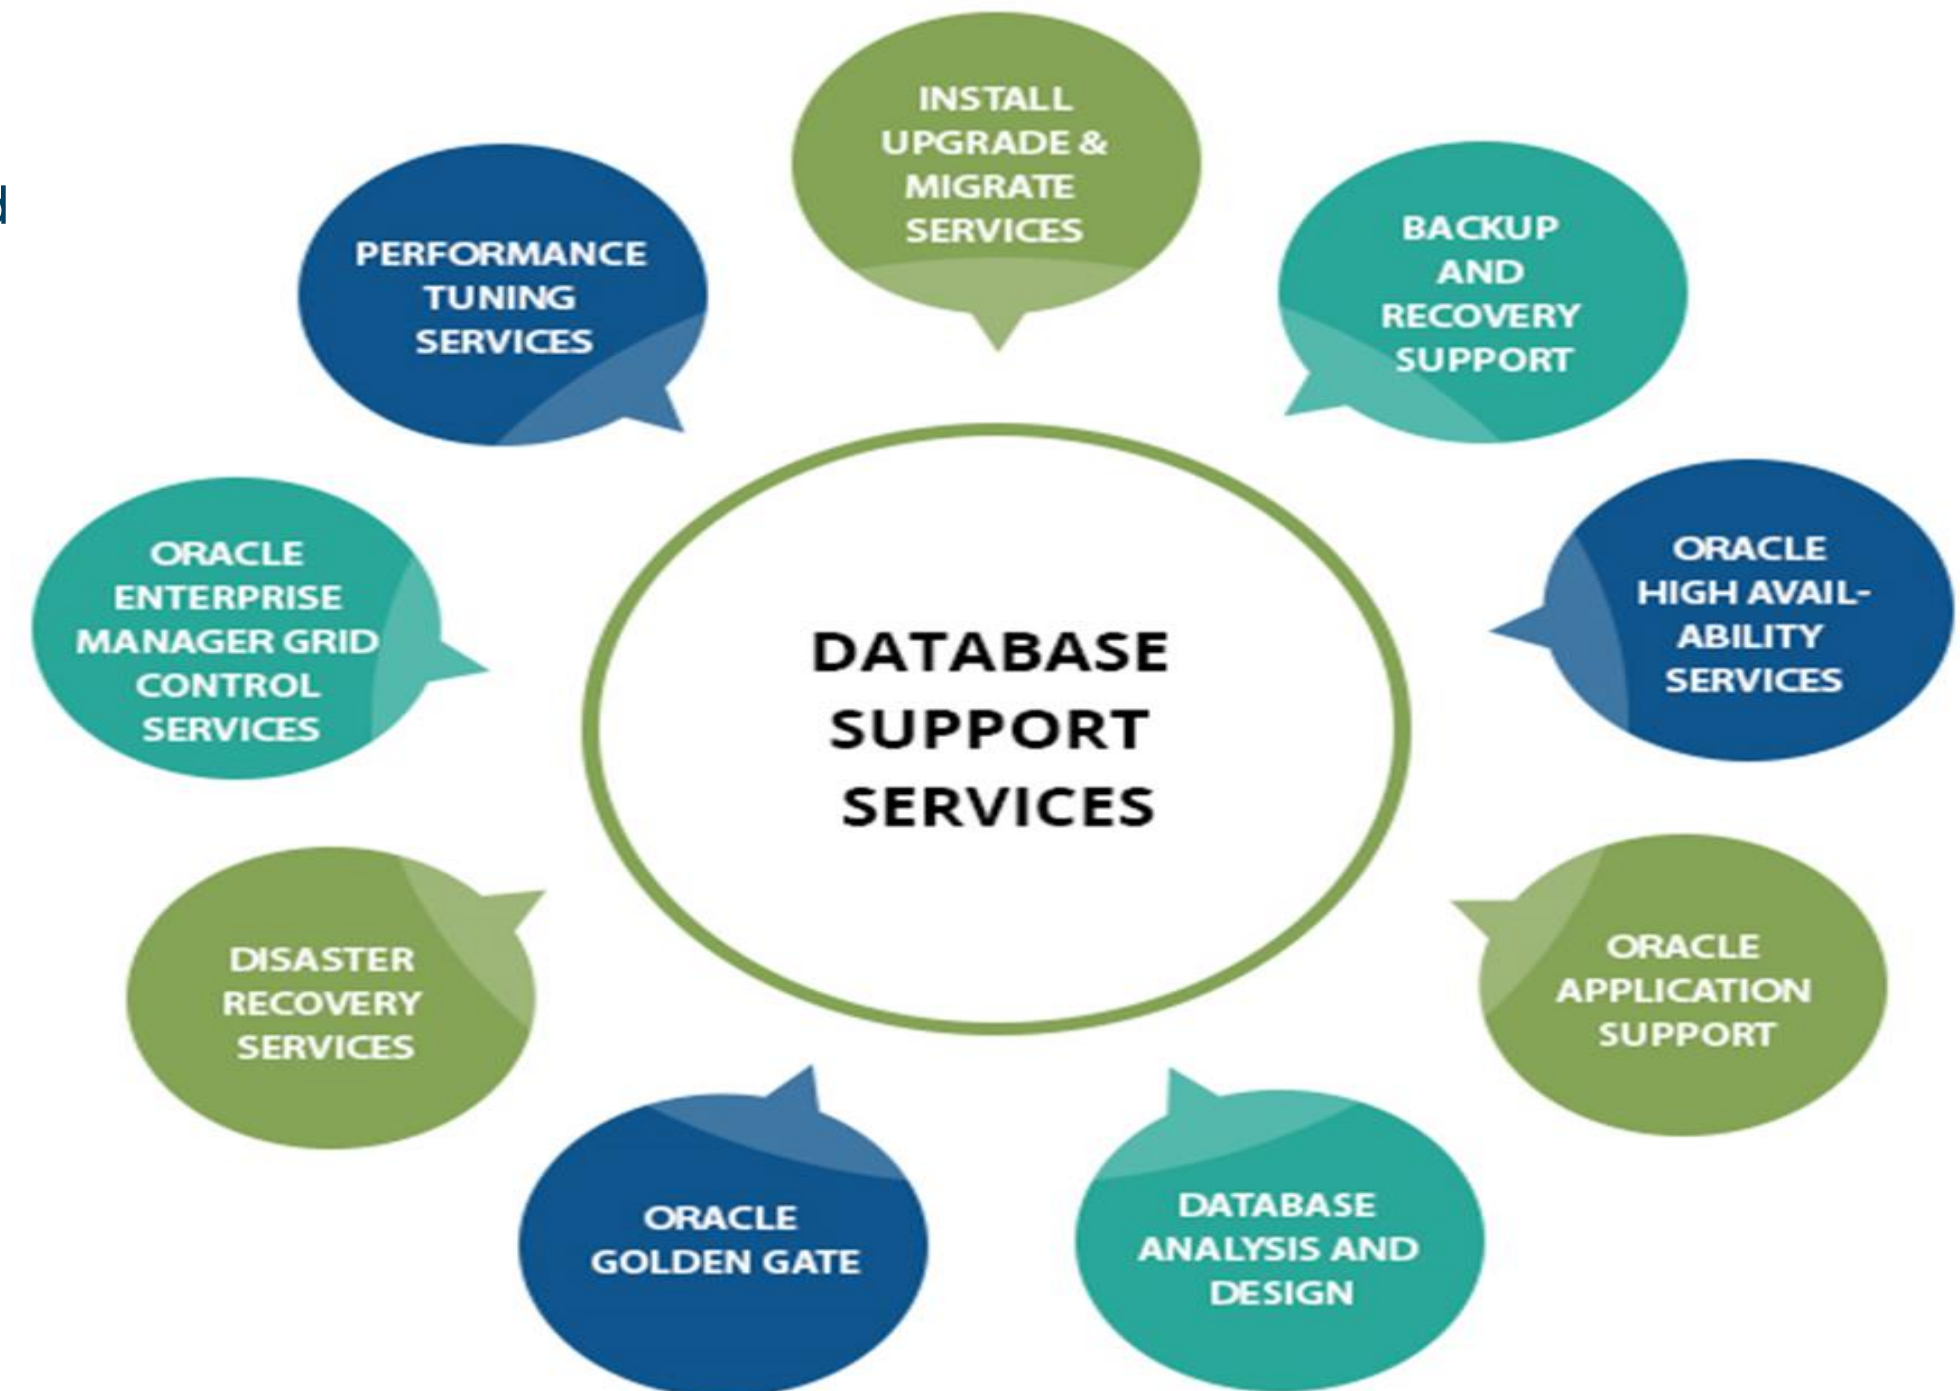 INSTALL
UPGRADE &
MIGRATE
SERVICES
BACKUP
AND
RECOVERY
SUPPORT
ORACLE
HIGH AVAIL-
ABILITY
SERVICES
ORACLE
APPLICATION
SUPPORT
DATABASE
ANALYSIS AND
DESIGN
ORACLE
GOLDEN GATE
DISASTER
RECOVERY
SERVICES
ORACLE
ENTERPRISE
MANAGER GRID
CONTROL
SERVICES
PERFORMANCE
TUNING
SERVICES
DATABASE
SUPPORT
SERVICES